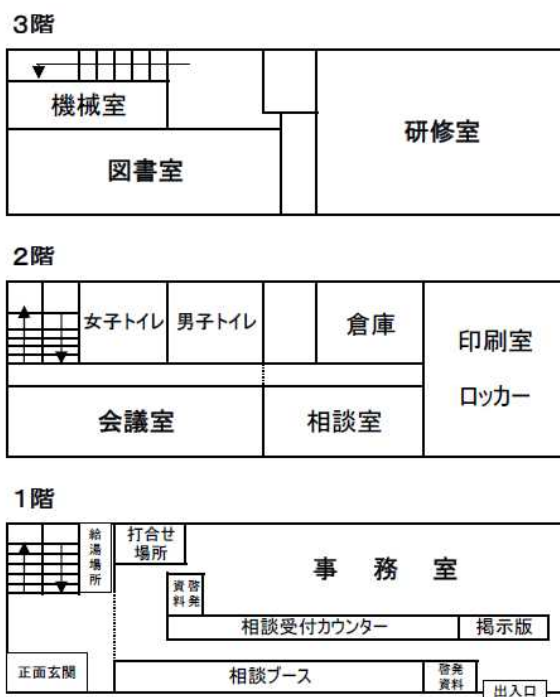 3階
機械室
図書室
研修室
2階
女子トイレ
男子トイレ
倉庫
印刷室
ロッカー
会議室
相談室
1階
給湯場所
打合せ
場所
事務室
啓発
資料
相談受付カウンター
掲示版
正面玄関
相談ブース
啓発
資料
出入口